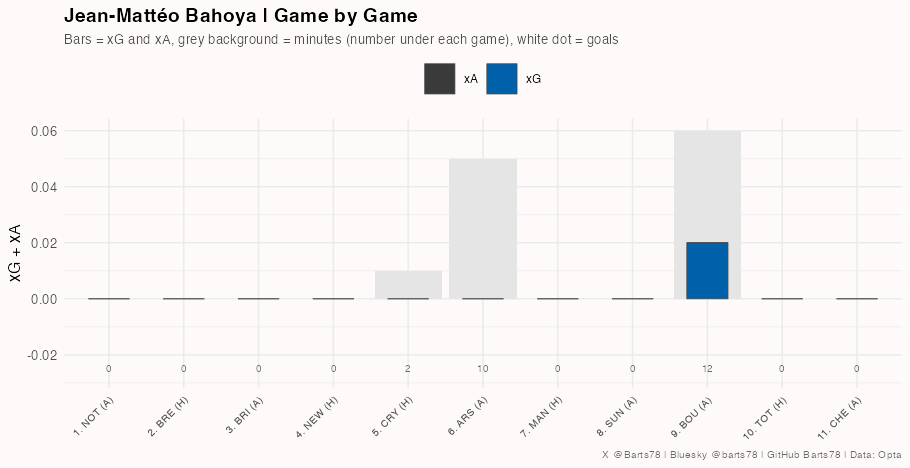 Jean-Mattéo Bahoya | Game by Game
Bars = xG and xA, grey background = minutes (number under each game), white dot = goals
xA xG
xG + xA
0.06
0.04
0.02
0.00
-0.02
0 0 0 0 2 10 0 0 12 0 0
1. NOT (A)
2. BRE (H)
3. BRI (A)
4. NEW (H)
5. CRY (H)
6. ARS (A)
7. MAN (H)
8. SUN (A)
9. BOU (A)
10. TOT (H)
11. CHE (A)
X @Barts78 | Bluesky @barts78 | GitHub Barts78 | Data: Opta